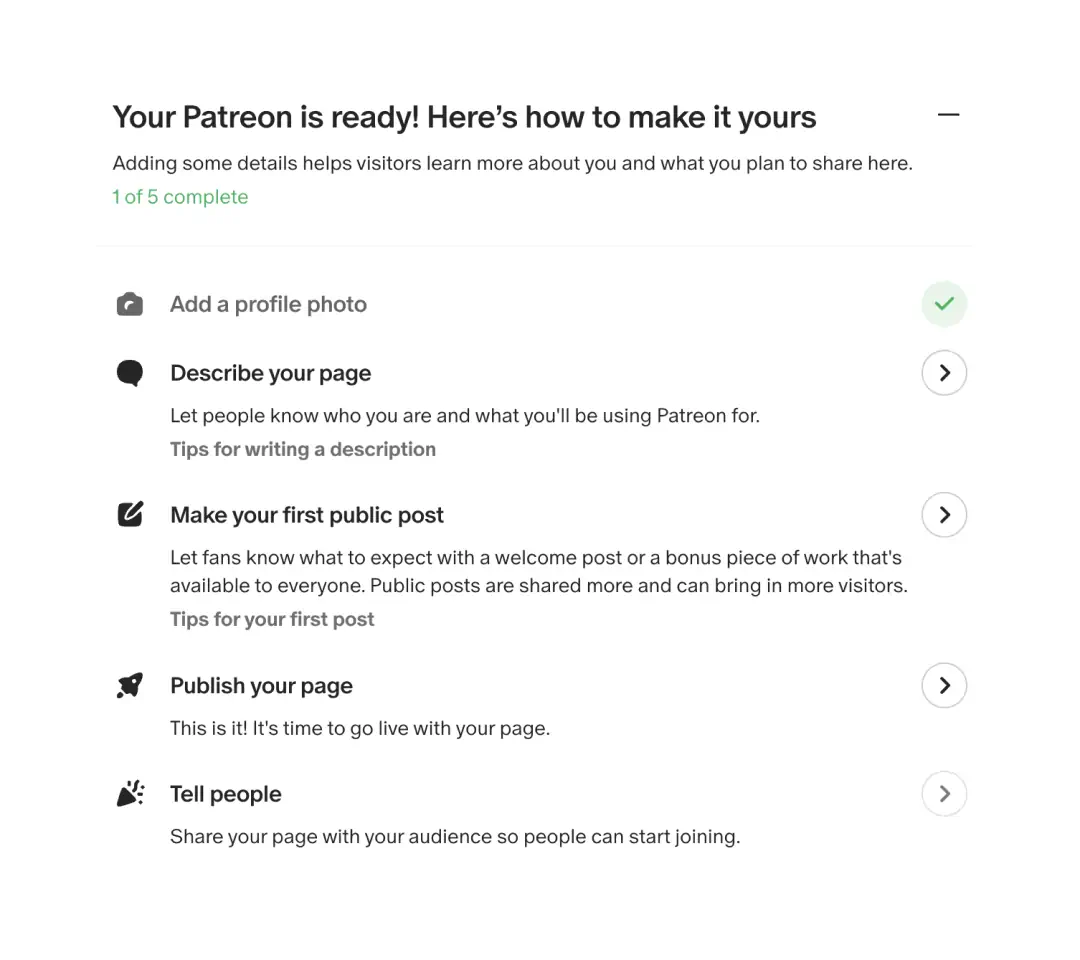 Your Patreon is ready! Here’s how to make it yours
Adding some details helps visitors learn more about you and what you plan to share here.
1 of 5 complete
Add a profile photo
Describe your page
Let people know who you are and what you'll be using Patreon for.
Tips for writing a description
Make your first public post
Let fans know what to expect with a welcome post or a bonus piece of work that's
available to everyone. Public posts are shared more and can bring in more visitors.
Tips for your first post
Publish your page
This is it! It's time to go live with your page.
Tell people
Share your page with your audience so people can start joining.